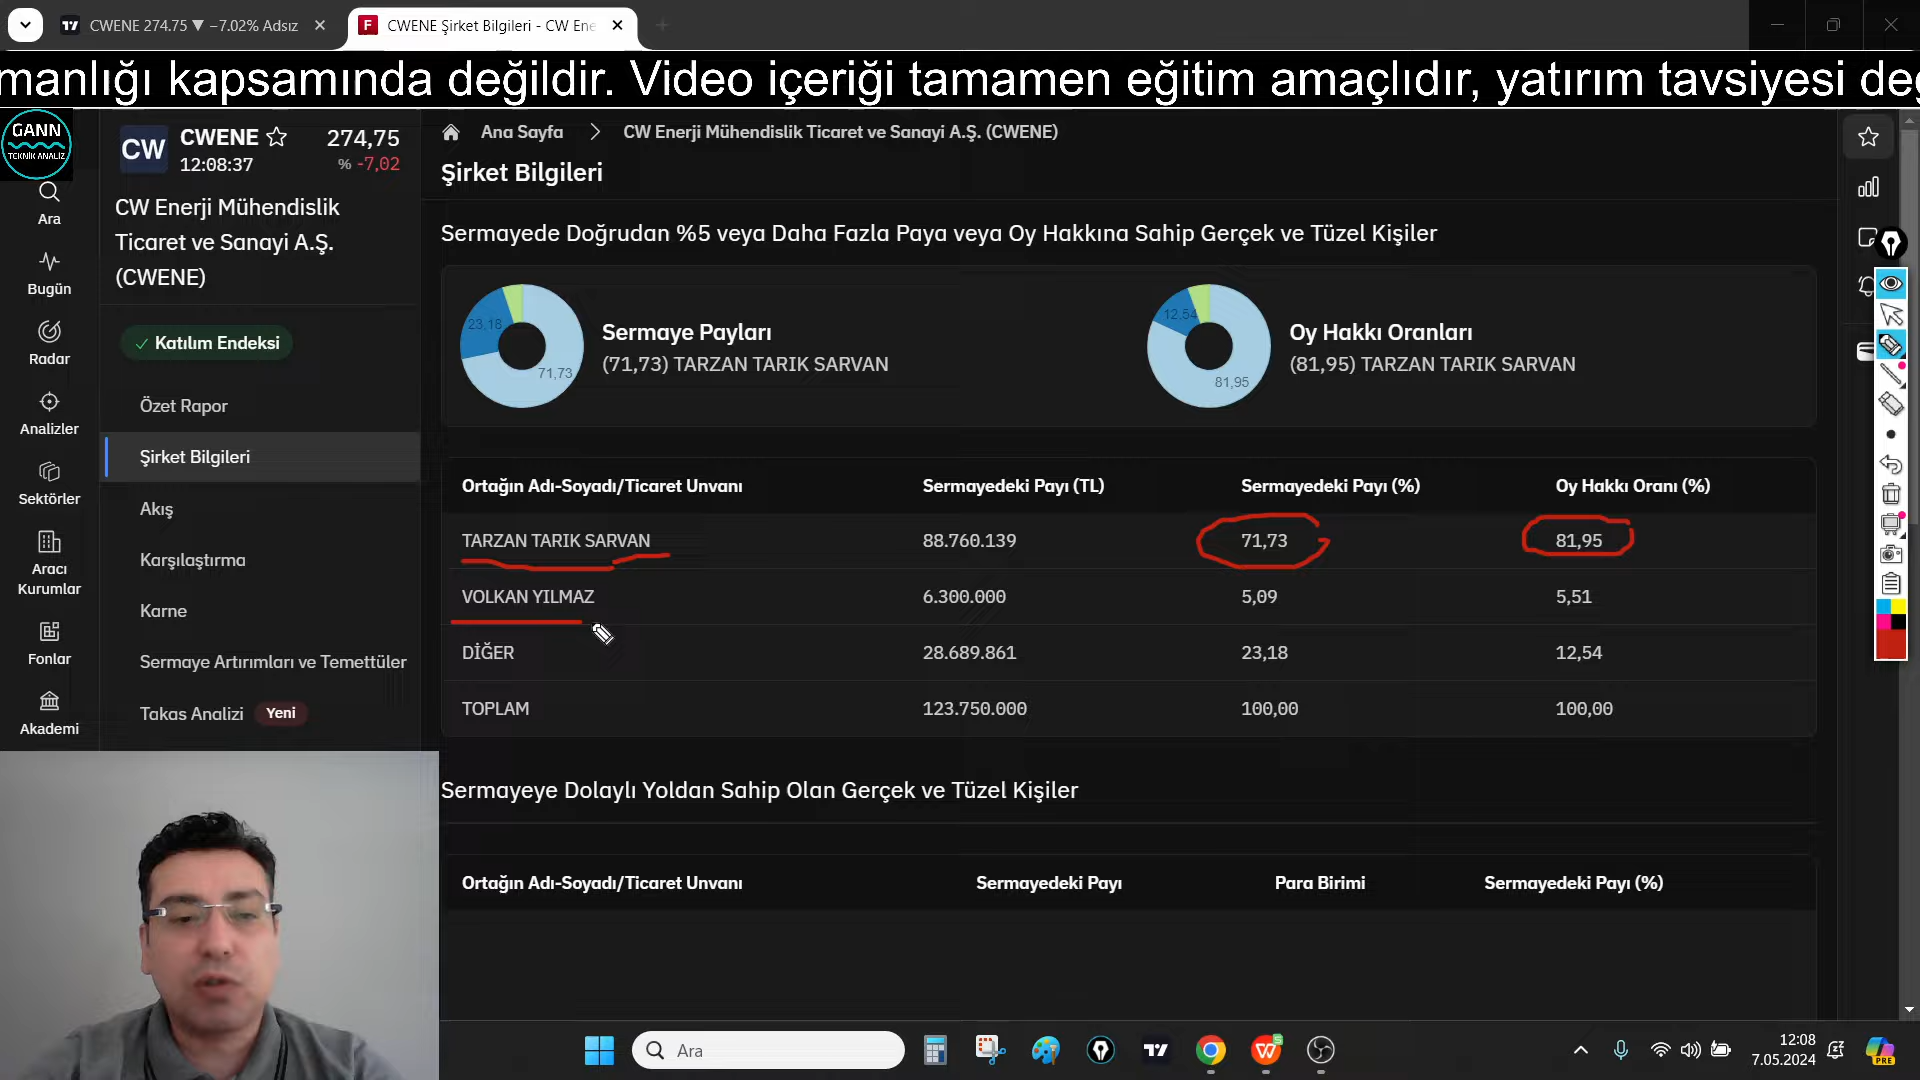 CWENE 274.75 ▼ −7.02% Adsız
CWENE Şirket Bilgileri - CW Ene
manlığı kapsamında değildir. Video içeriği tamamen eğitim amaçlıdır, yatırım tavsiyesi değ
GANN
TEKNİK ANALİZ
Ara
Bugün
Radar
Analizler
Sektörler
Aracı
Kurumlar
Fonlar
Akademi
CW
CWENE
274,75
12:08:37
% -7,02
CW Enerji Mühendislik
Ticaret ve Sanayi A.Ş.
(CWENE)
Katılım Endeksi
Özet Rapor
Şirket Bilgileri
Akış
Karşılaştırma
Karne
Sermaye Artırımları ve Temettüler
Takas Analizi Yeni
Ana Sayfa > CW Enerji Mühendislik Ticaret ve Sanayi A.Ş. (CWENE)
Şirket Bilgileri
Sermayede Doğrudan %5 veya Daha Fazla Paya veya Oy Hakkına Sahip Gerçek ve Tüzel Kişiler
23,18
71,73
Sermaye Payları
(71,73) TARZAN TARIK SARVAN
12,54
81,95
Oy Hakkı Oranları
(81,95) TARZAN TARIK SARVAN
Ortağın Adı-Soyadı/Ticaret Unvanı Sermayedeki Payı (TL) Sermayedeki Payı (%) Oy Hakkı Oranı (%)
TARZAN TARIK SARVAN 88.760.139 71,73 81,95
VOLKAN YILMAZ 6.300.000 5,09 5,51
DİĞER 28.689.861 23,18 12,54
TOPLAM 123.750.000 100,00 100,00
Sermayeye Dolaylı Yoldan Sahip Olan Gerçek ve Tüzel Kişiler
Ortağın Adı-Soyadı/Ticaret Unvanı Sermayedeki Payı Para Birimi Sermayedeki Payı (%)
Ara
12:08
7.05.2024
PRE